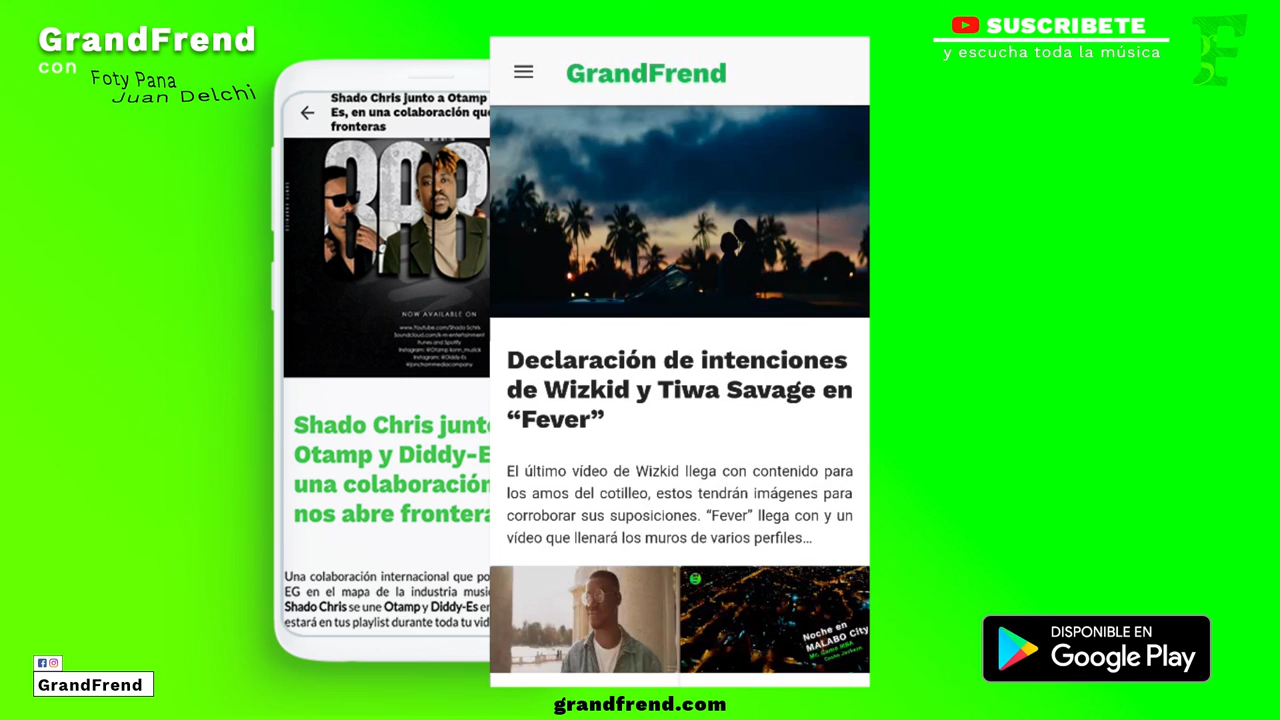 GrandFrend
con
Foty Pana
Juan Delchi
SUSCRIBETE
y escucha toda la música
Shado Chris junto a Otamp
Es, en una colaboración que
fronteras
NOW AVAILABLE ON
Shado Chris junto
Otamp y Diddy-E
una colaboración
nos abre frontera
Una colaboración internacional que po
EG en el mapa de la industria musi
Shado Chris se une Otamp y Diddy-Es en
estará en tus playlist durante toda tu vid
GrandFrend
Declaración de intenciones
de Wizkid y Tiwa Savage en
“Fever”
El último vídeo de Wizkid llega con contenido para
los amos del cotilleo, estos tendrán imágenes para
corroborar sus suposiciones. “Fever” llega con y un
vídeo que llenará los muros de varios perfiles...
Noche en
MALABO City
GrandFrend
DISPONIBLE EN
Google Play
grandfrend.com